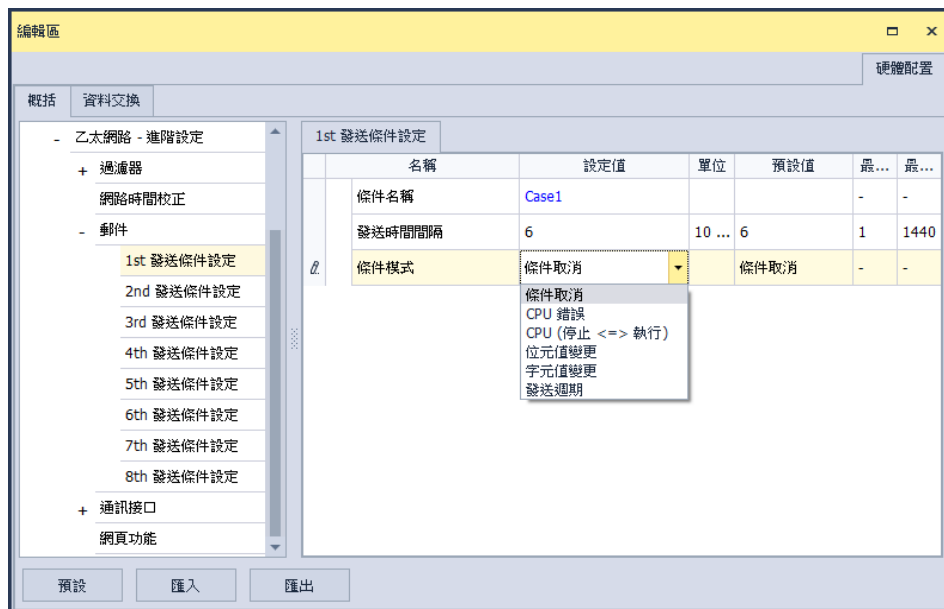 編輯區
硬體配置
概括 資料交換
- 乙太網路 - 進階設定
+ 過濾器
網路時間校正
- 郵件
1st 發送條件設定
2nd 發送條件設定
3rd 發送條件設定
4th 發送條件設定
5th 發送條件設定
6th 發送條件設定
7th 發送條件設定
8th 發送條件設定
+ 通訊接口
網頁功能
1st 發送條件設定
名稱 設定值 單位 預設值 最... 最...
條件名稱 Case1 - -
發送時間間隔 6 10 ... 6 1 1440
條件模式 條件取消 條件取消 - -
條件取消
CPU 錯誤
CPU (停止 <=> 執行)
位元值變更
字元值變更
發送週期
預設 匯入 匯出